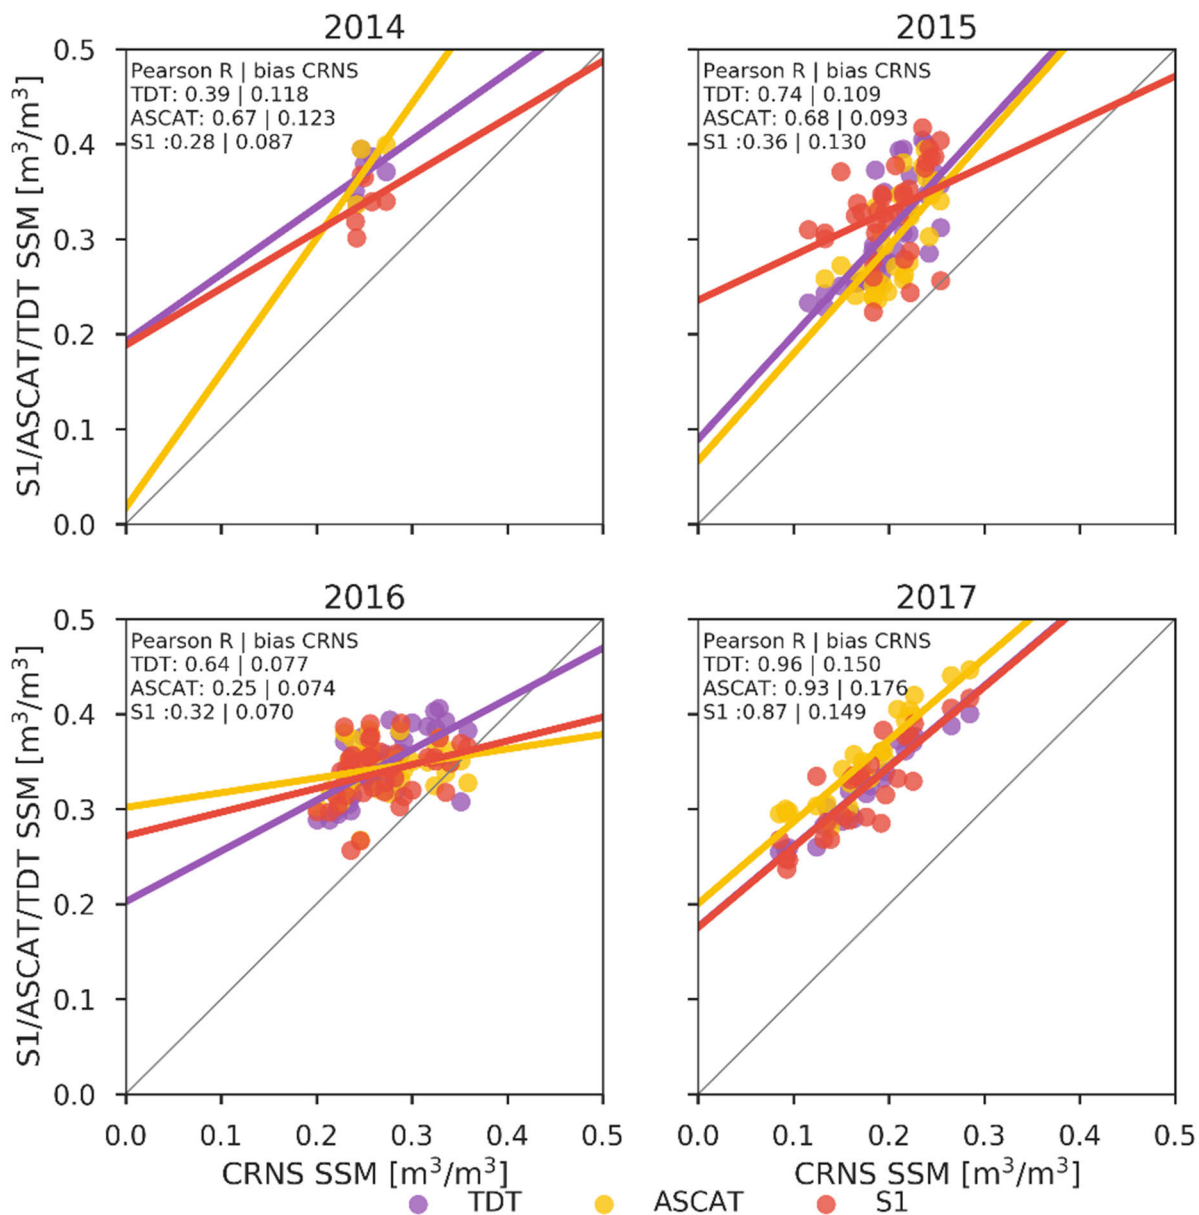 2014
2015
Pearson R | bias CRNS
TDT: 0.39 | 0.118
ASCAT: 0.67 | 0.123
S1 :0.28 | 0.087
Pearson R | bias CRNS
TDT: 0.74 | 0.109
ASCAT: 0.68 | 0.093
S1 :0.36 | 0.130
S1/ASCAT/TDT SSM [m³/m³]
0.5
0.4
0.3
0.2
0.1
0.0
2016
2017
Pearson R | bias CRNS
TDT: 0.64 | 0.077
ASCAT: 0.25 | 0.074
S1 :0.32 | 0.070
Pearson R | bias CRNS
TDT: 0.96 | 0.150
ASCAT: 0.93 | 0.176
S1 :0.87 | 0.149
S1/ASCAT/TDT SSM [m³/m³]
0.5
0.4
0.3
0.2
0.1
0.0
0.0 0.1 0.2 0.3 0.4 0.5
0.0 0.1 0.2 0.3 0.4 0.5
CRNS SSM [m³/m³]
CRNS SSM [m³/m³]
TDT ASCAT S1